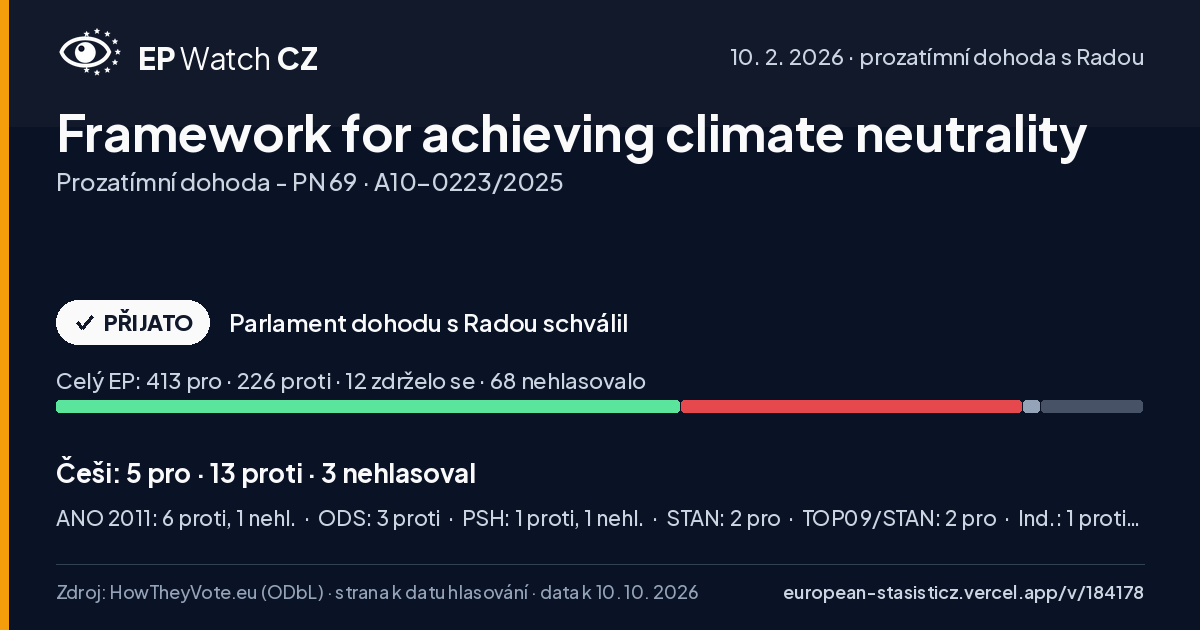 EP Watch CZ
10. 2. 2026 · prozatímní dohoda s Radou
Framework for achieving climate neutrality
Prozatímní dohoda - PN 69 · A10–0223/2025
PŘIJATO
Parlament dohodu s Radou schválil
Celý EP: 413 pro · 226 proti · 12 zdrželo se · 68 nehlasovalo
Češi: 5 pro · 13 proti · 3 nehlasoval
ANO 2011: 6 proti, 1 nehl. · ODS: 3 proti · PSH: 1 proti, 1 nehl. · STAN: 2 pro · TOP09/STAN: 2 pro · Ind.: 1 proti…
Zdroj: HowTheyVote.eu (ODbL) · strana k datu hlasování · data k 10. 10. 2026
european-stasisticz.vercel.app/v/184178